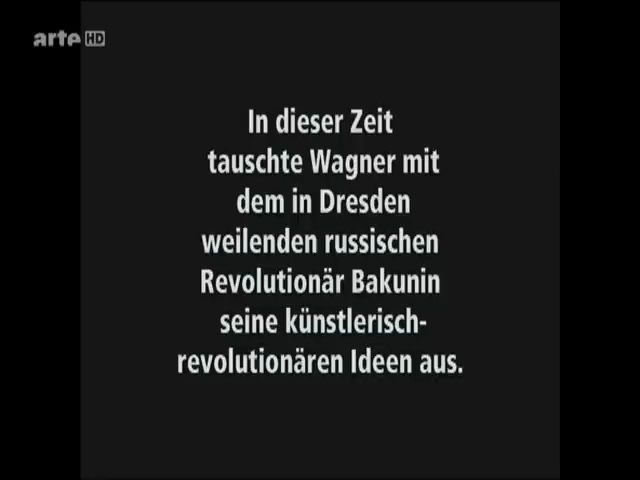 arte HD
In dieser Zeit
tauschte Wagner mit
dem in Dresden
weilenden russischen
Revolutionär Bakunin
seine künstlerisch-
revolutionären Ideen aus.